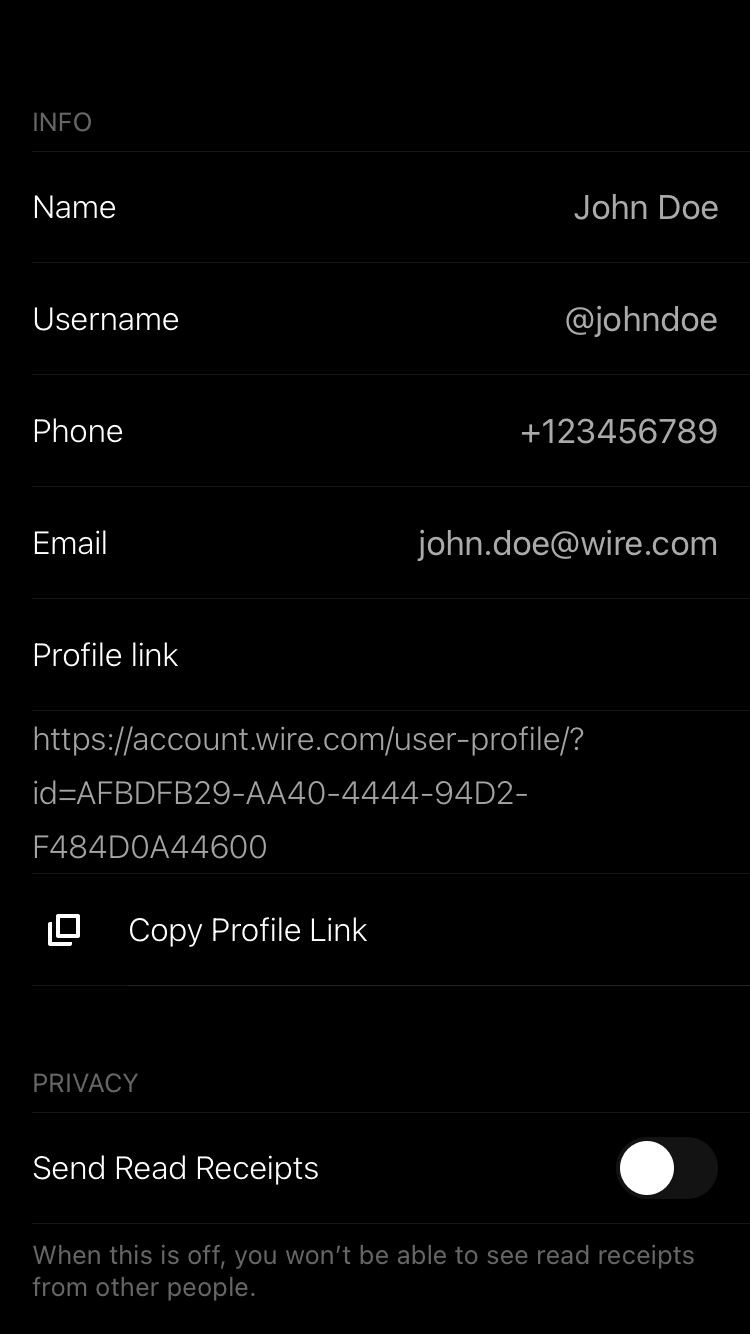 INFO
Name John Doe
Username @johndoe
Phone +123456789
Email john.doe@wire.com
Profile link
https://account.wire.com/user-profile/?
id=AFBDFB29-AA40-4444-94D2-
F484D0A44600
Copy Profile Link
PRIVACY
Send Read Receipts
When this is off, you won’t be able to see read receipts
from other people.